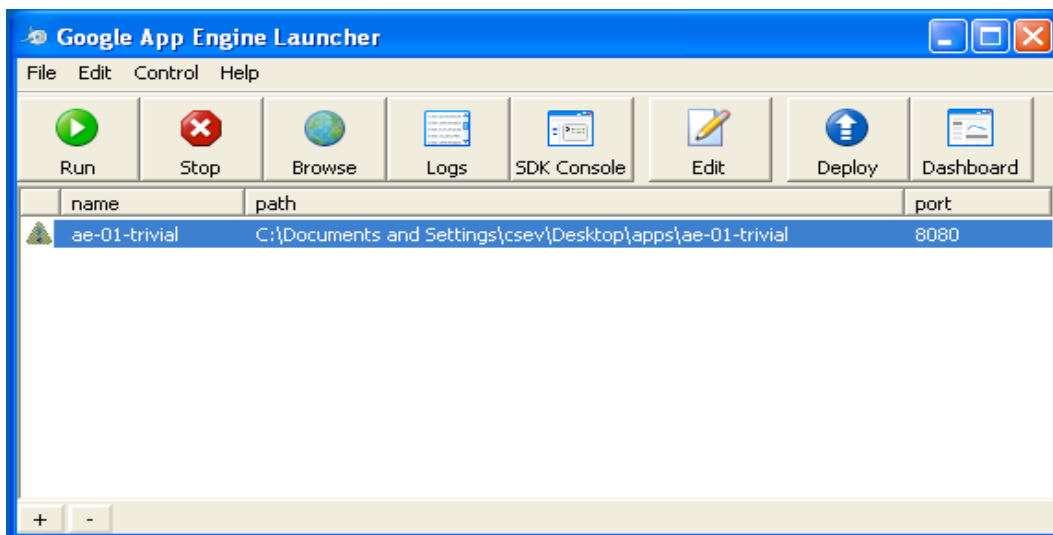 Google App Engine Launcher
File Edit Control Help
Run Stop Browse Logs SDK Console Edit Deploy Dashboard
name path port
ae-01-trivial C:\Documents and Settings\csev\Desktop\apps\ae-01-trivial 8080
+ -